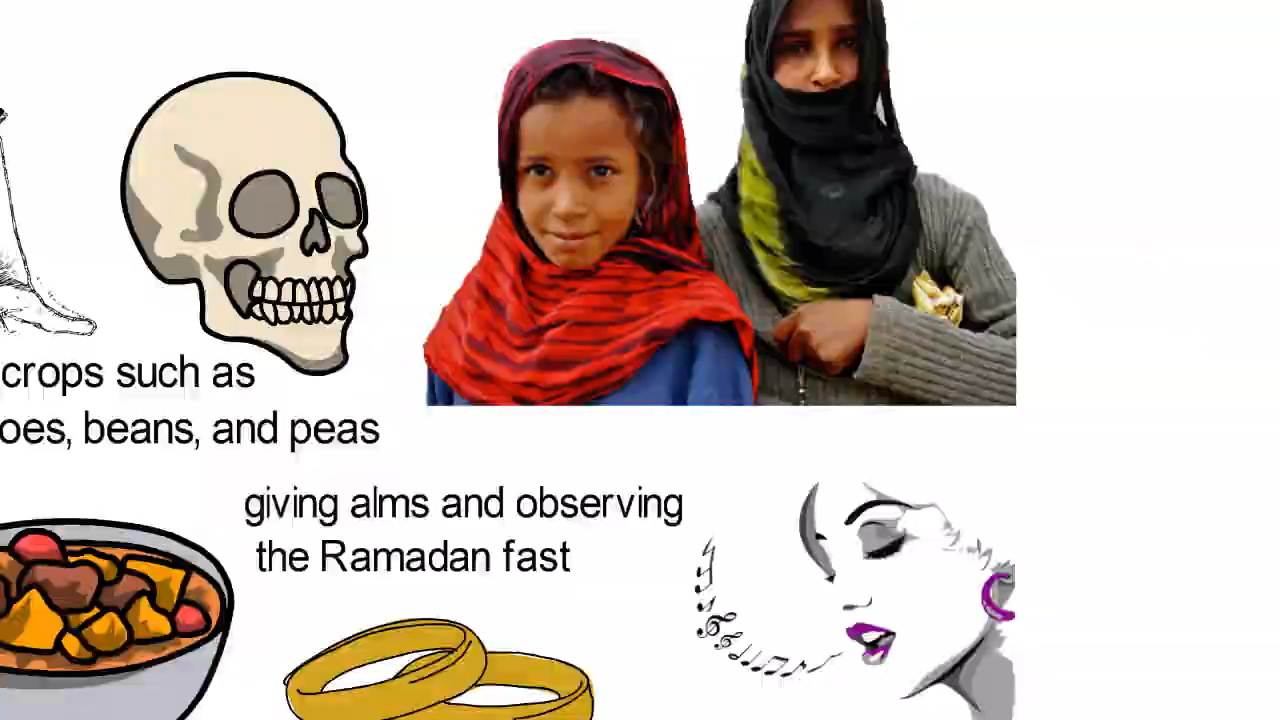 crops such as
oes, beans, and peas
giving alms and observing
the Ramadan fast